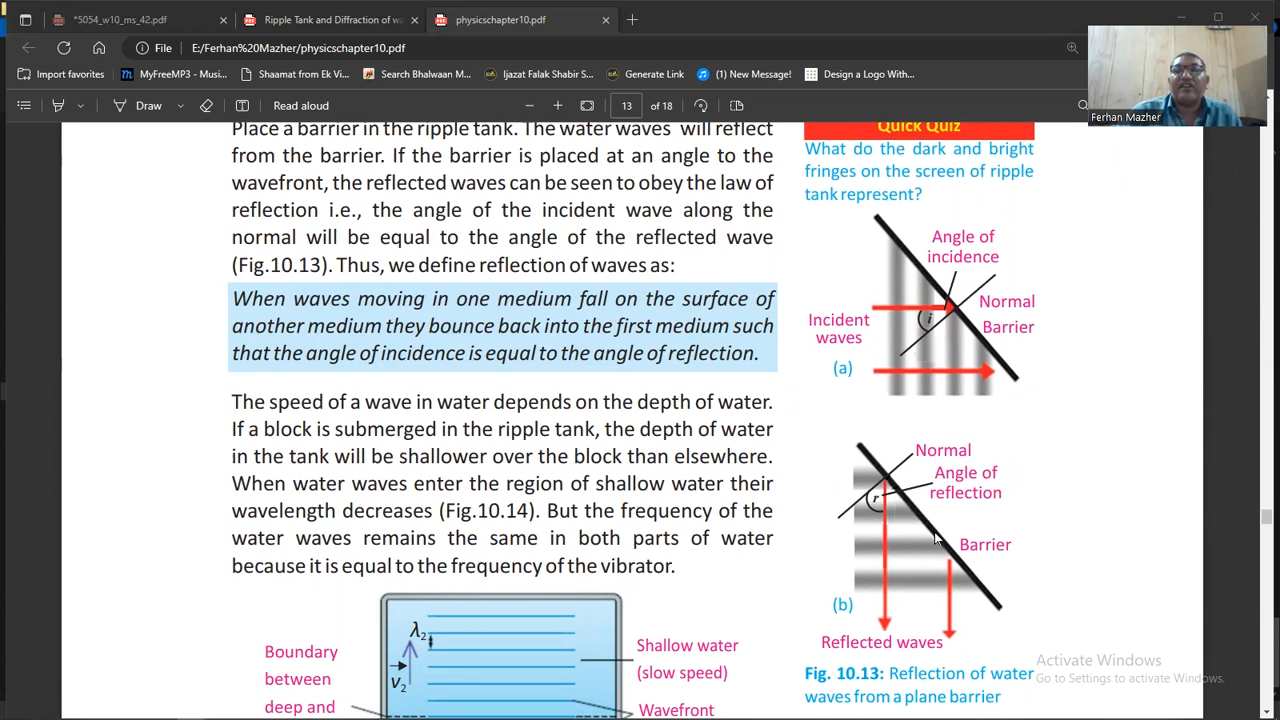 *5054_w10_ms_42.pdf
Ripple Tank and Diffraction of w
physicschapter10.pdf
File
E:/Ferhan%20Mazher/physicschapter10.pdf
Import favorites
MyFreeMP3 - Musi...
Shaamat from Ek Vi...
Search Bhalwaan M...
Ijazat Falak Shabir S...
Generate Link
(1) New Message!
Design a Logo With...
Draw
Read aloud
13 of 18
Ferhan Mazher
Place a barrier in the ripple tank. The water waves will reflect
from the barrier. If the barrier is placed at an angle to the
wavefront, the reflected waves can be seen to obey the law of
reflection i.e., the angle of the incident wave along the
normal will be equal to the angle of the reflected wave
(Fig.10.13). Thus, we define reflection of waves as:
When waves moving in one medium fall on the surface of
another medium they bounce back into the first medium such
that the angle of incidence is equal to the angle of reflection.
The speed of a wave in water depends on the depth of water.
If a block is submerged in the ripple tank, the depth of water
in the tank will be shallower over the block than elsewhere.
When water waves enter the region of shallow water their
wavelength decreases (Fig.10.14). But the frequency of the
water waves remains the same in both parts of water
because it is equal to the frequency of the vibrator.
Boundary
between
deep and
λ2
v2
Shallow water
(slow speed)
Wavefront
Quick Quiz
What do the dark and bright
fringes on the screen of ripple
tank represent?
Angle of
incidence
Normal
Barrier
Incident
waves
i
(a)
Normal
Angle of
reflection
r
Barrier
(b)
Reflected waves
Fig. 10.13: Reflection of water
waves from a plane barrier
Activate Windows
Go to Settings to activate Windows.